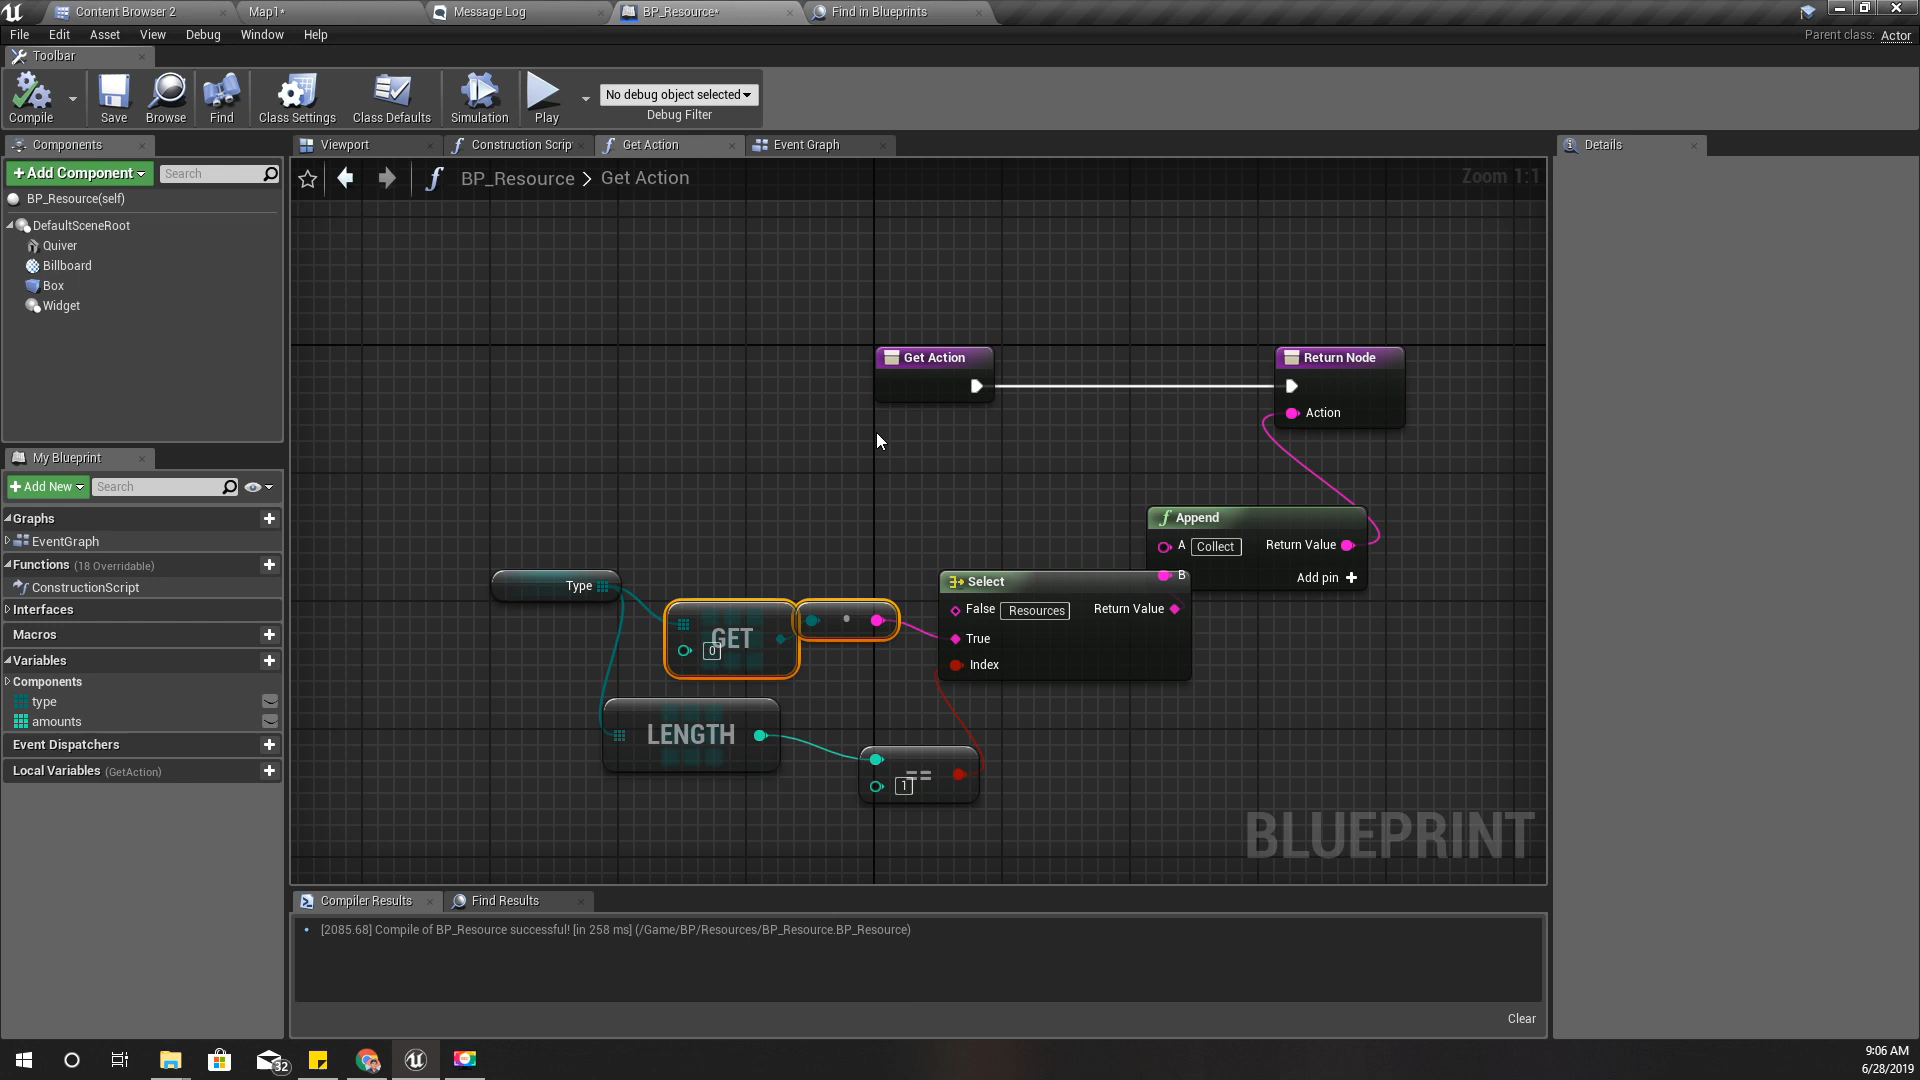 Content Browser 2
Map1*
Message Log
BP_Resource*
Find in Blueprints
File
Edit
Asset
View
Debug
Window
Help
Parent class: Actor
Toolbar
Compile
Save
Browse
Find
Class Settings
Class Defaults
Simulation
Play
No debug object selected
Debug Filter
Components
Viewport
Construction Scrip
Get Action
Event Graph
Details
+Add Component
Search
BP_Resource > Get Action
Zoom 1:1
BP_Resource(self)
DefaultSceneRoot
Quiver
Billboard
Box
Widget
Get Action
Return Node
Action
My Blueprint
+Add New
Search
Graphs
EventGraph
Functions (18 Overridable)
ConstructionScript
Interfaces
Macros
Variables
Components
type
amounts
Event Dispatchers
Local Variables (GetAction)
Append
A Collect
Return Value
B
Add pin +
Type
GET
0
Select
False Resources
Return Value
True
Index
LENGTH
==
1
BLUEPRINT
Compiler Results
Find Results
[2085.68] Compile of BP_Resource successful! [in 258 ms] (/Game/BP/Resources/BP_Resource.BP_Resource)
Clear
32
9:06 AM
6/28/2019